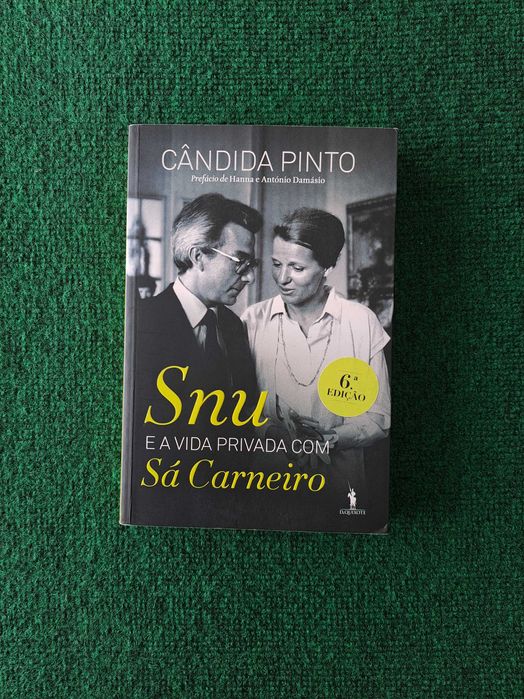 CÂNDIDA PINTO
Prefácio de Hanna e António Damásio
Snu
E A VIDA PRIVADA COM
Sá Carneiro
6.ª
EDIÇÃO
D.QUIXOTE